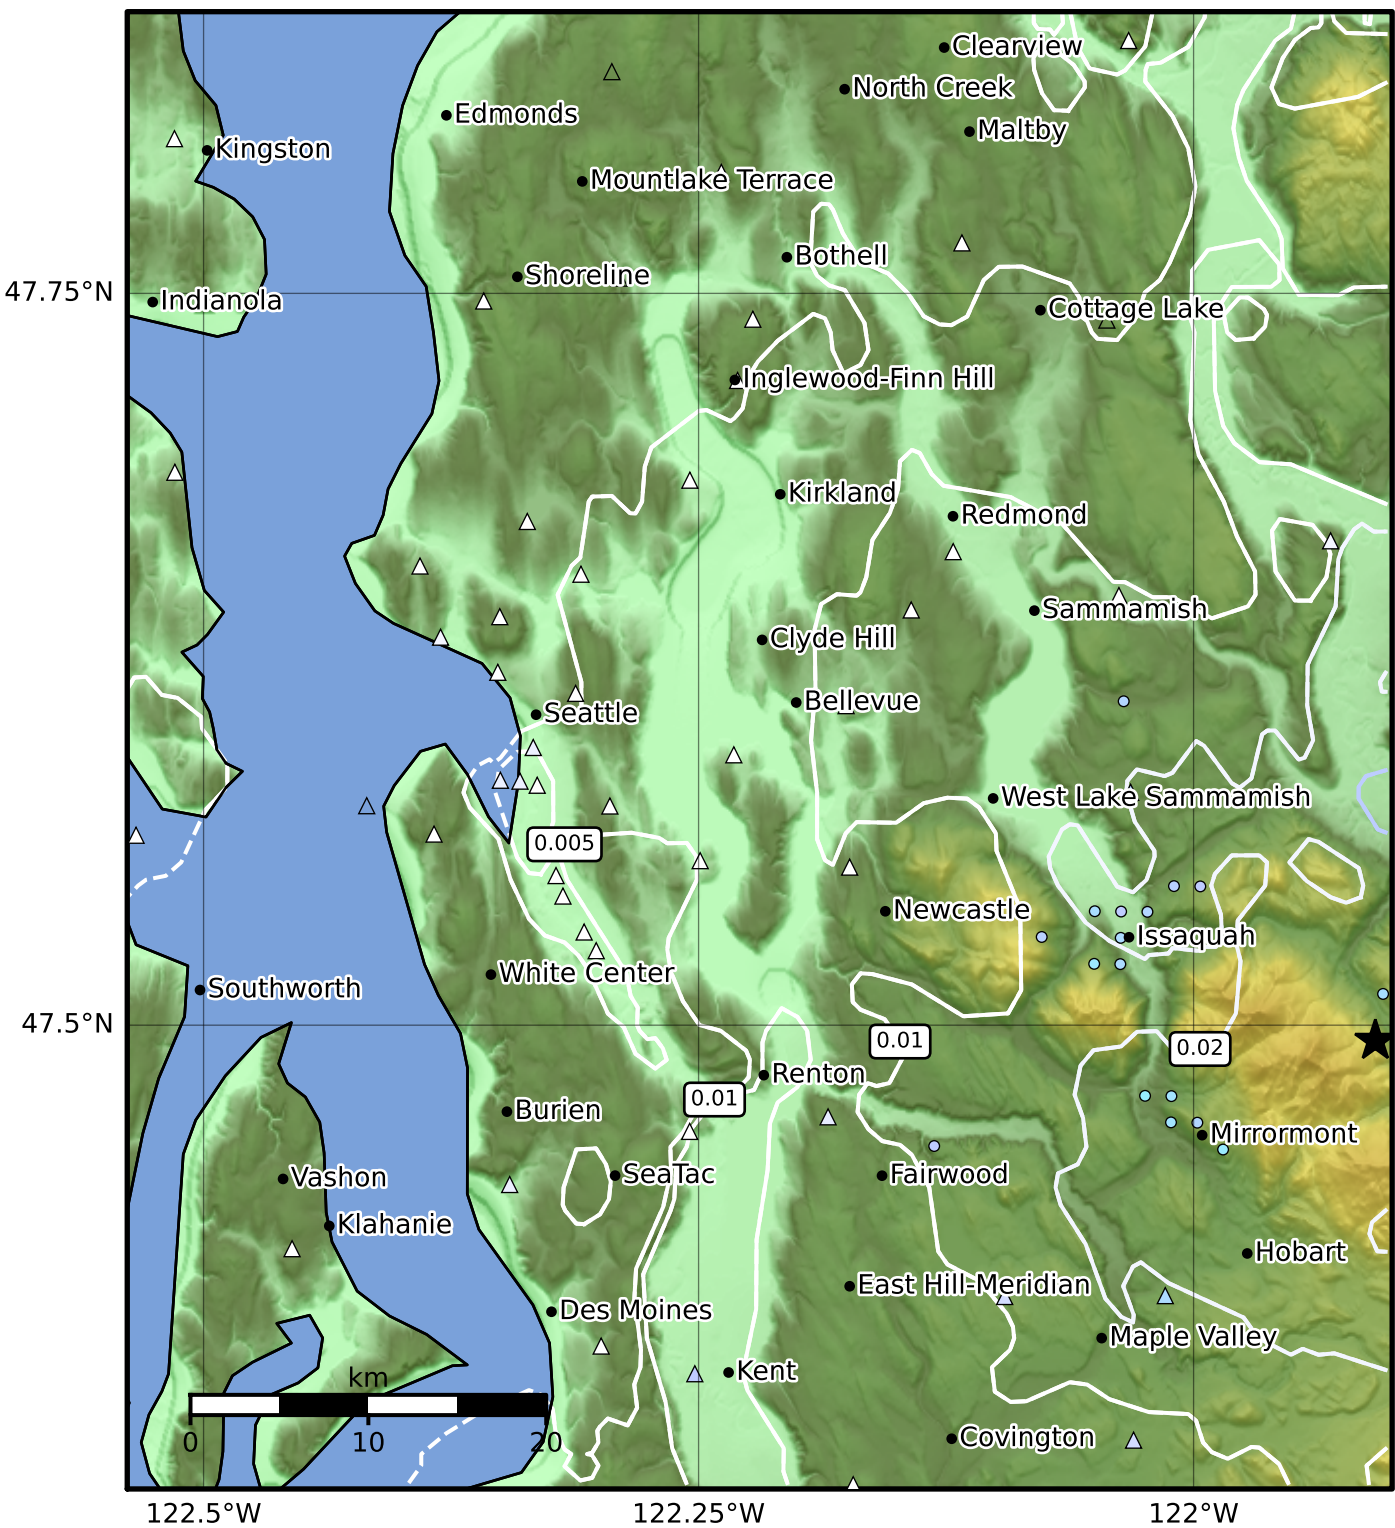 Clearview
North Creek
Edmonds
Maltby
Kingston
Mountlake Terrace
Bothell
Shoreline
47.75°N
Indianola
Cottage Lake
Inglewood-Finn Hill
Kirkland
Redmond
Sammamish
Clyde Hill
Bellevue
Seattle
West Lake Sammamish
0.005
Newcastle
Issaquah
White Center
Southworth
47.5°N
0.01
0.02
Renton
0.01
Burien
Mirrormont
SeaTac
Fairwood
Vashon
Klahanie
Hobart
East Hill-Meridian
Des Moines
Maple Valley
Kent
km
0 10 20
Covington
122.5°W 122.25°W 122°W